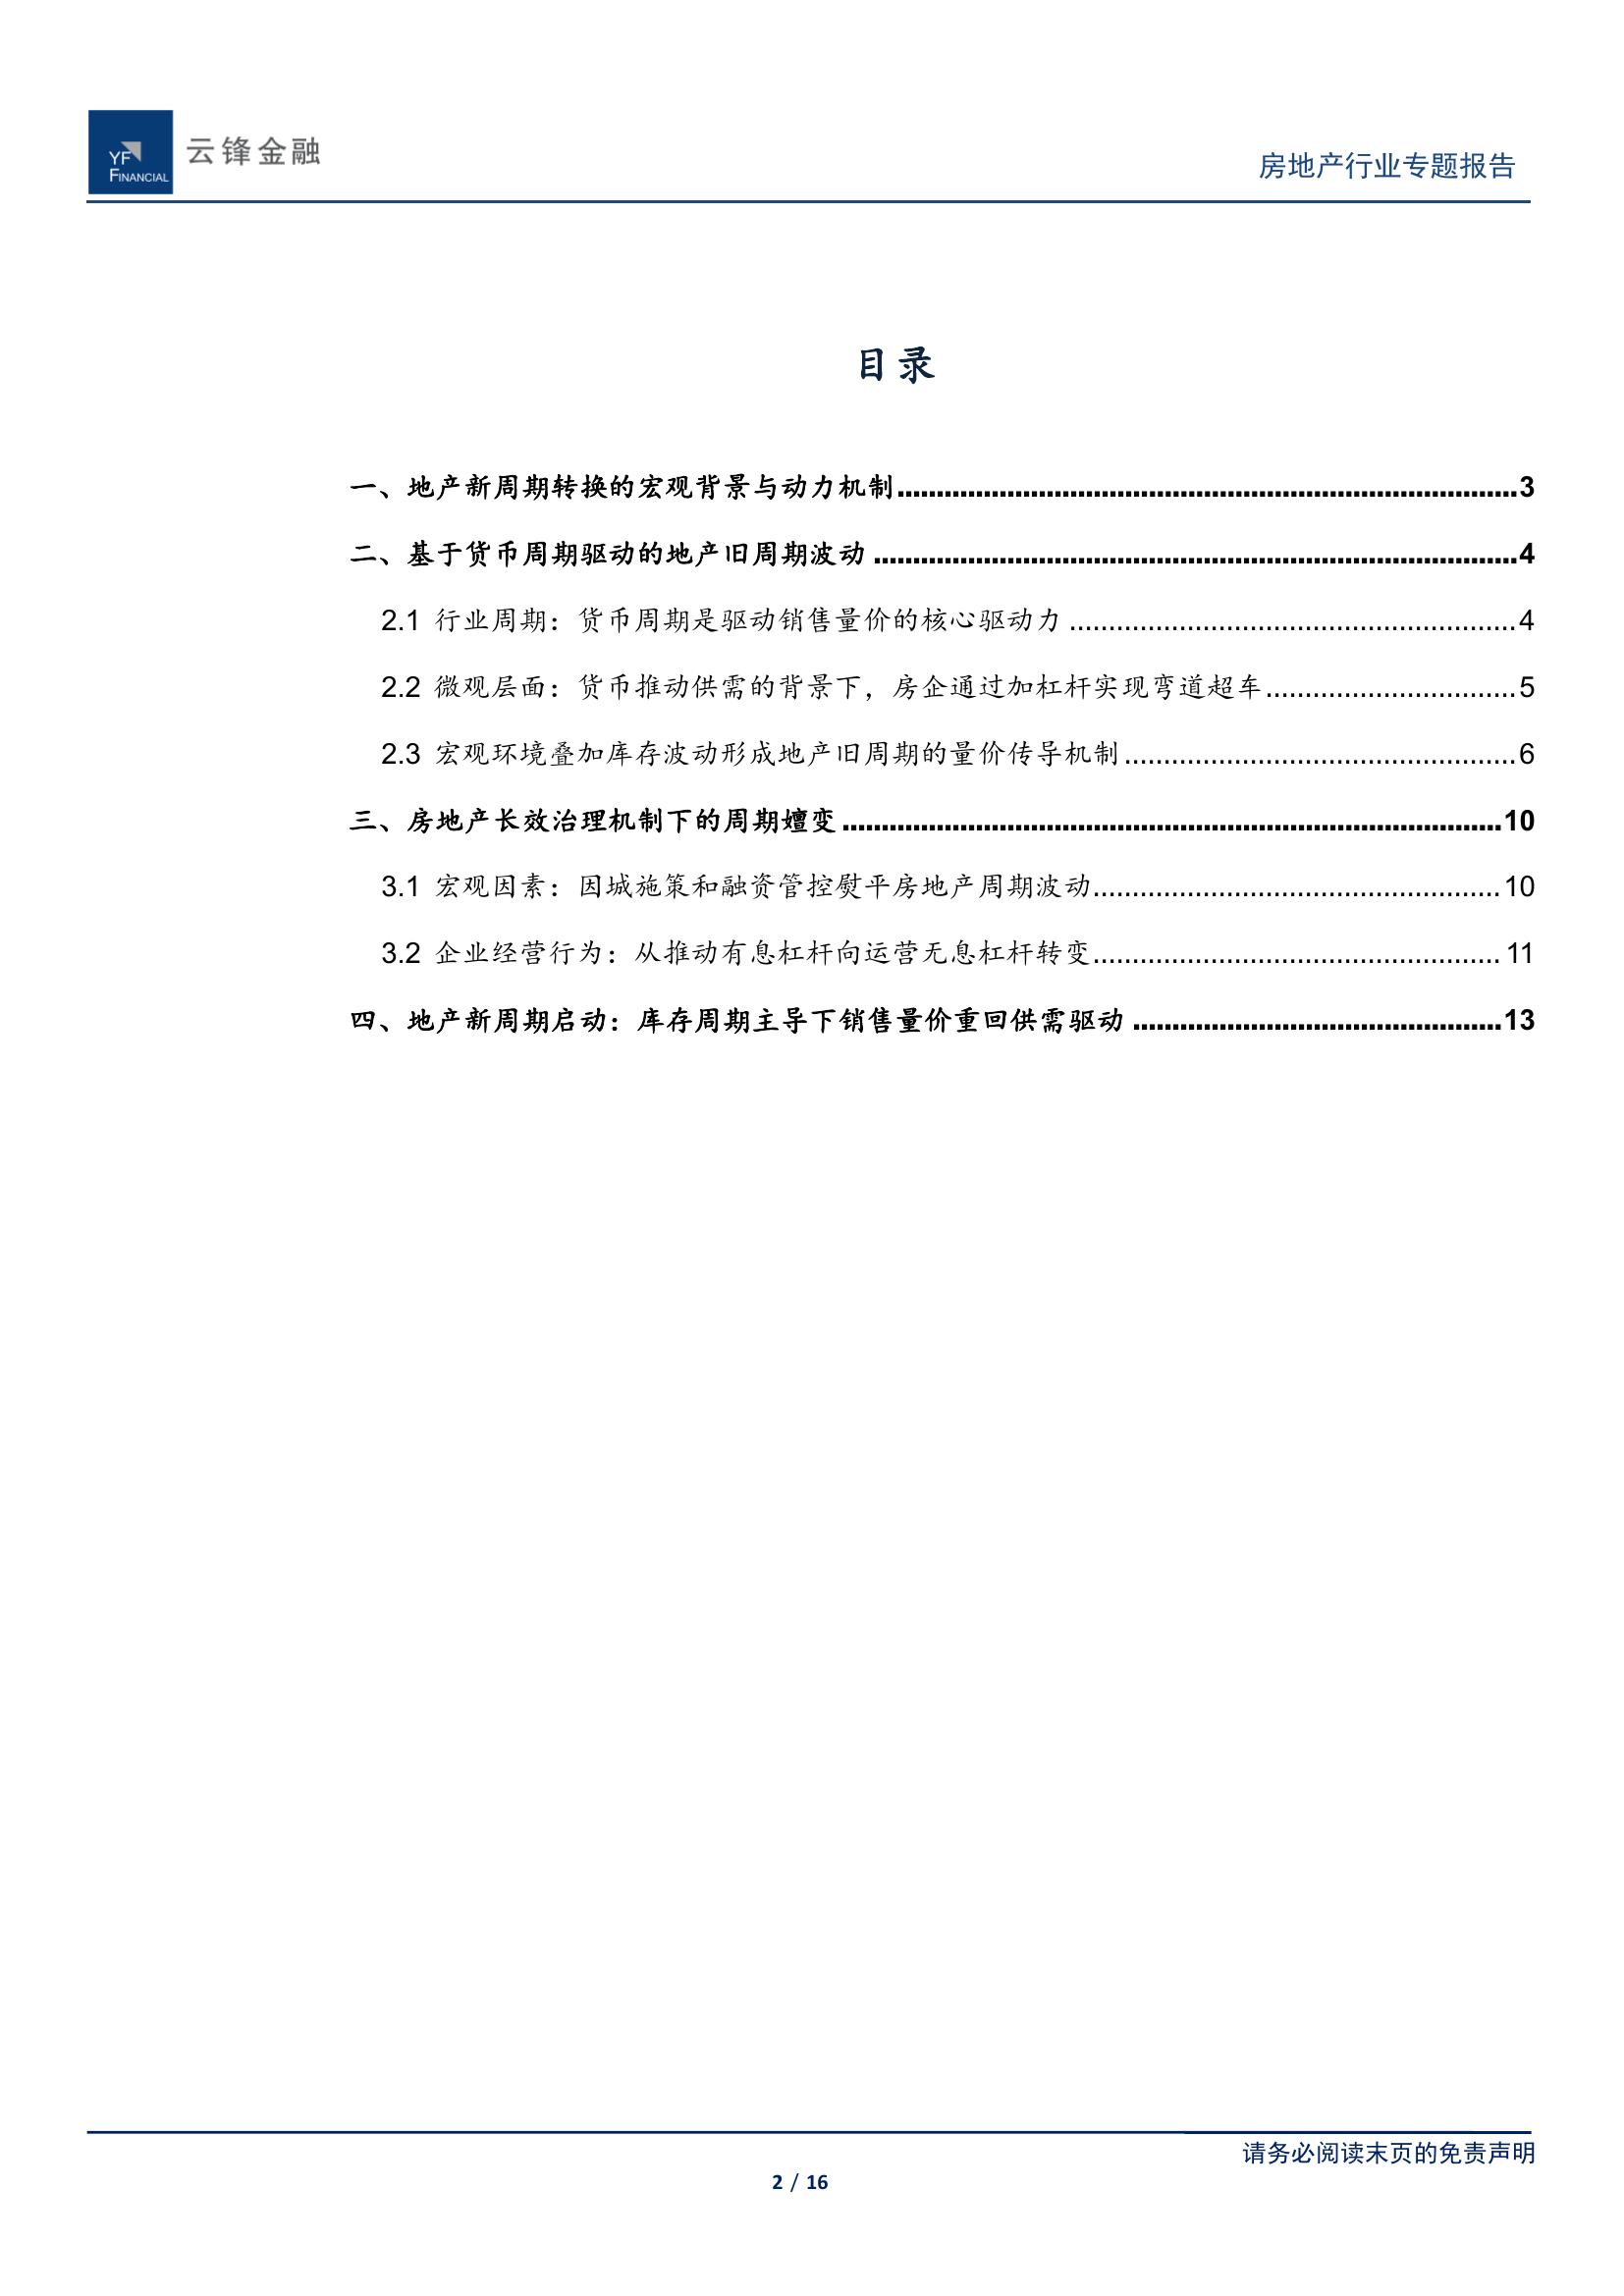 YF
FINANCIAL
云锋金融
房地产行业专题报告
目录
一、地产新周期转换的宏观背景与动力机制................................................................................3
二、基于货币周期驱动的地产旧周期波动 ...................................................................................4
2.1 行业周期：货币周期是驱动销售量价的核心驱动力 .........................................................4
2.2 微观层面：货币推动供需的背景下，房企通过加杠杆实现弯道超车................................5
2.3 宏观环境叠加库存波动形成地产旧周期的量价传导机制 ..................................................6
三、房地产长效治理机制下的周期嬗变 .....................................................................................10
3.1 宏观因素：因城施策和融资管控熨平房地产周期波动....................................................10
3.2 企业经营行为：从推动有息杠杆向运营无息杠杆转变....................................................11
四、地产新周期启动：库存周期主导下销售量价重回供需驱动 ...............................................13
请务必阅读末页的免责声明
2 / 16